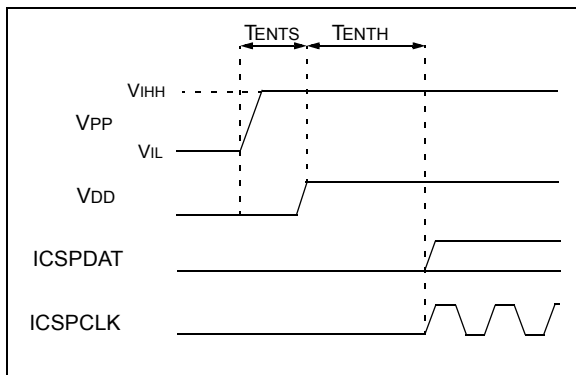 TENTS TENTH
VIHH
VPP
VIL
VDD
ICSPDAT
ICSPCLK